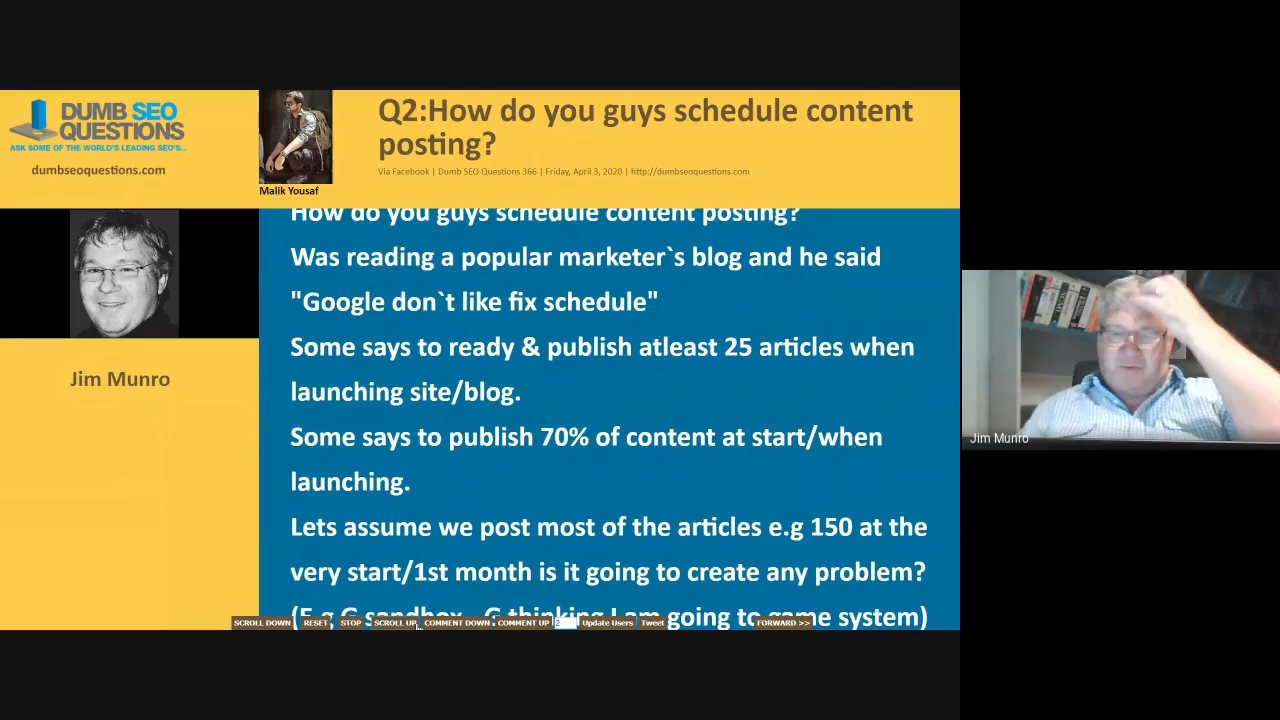 DUMB SEO
QUESTIONS
ASK SOME OF THE WORLD'S LEADING SEO'S...
dumbseoquestions.com
Malik Yousaf
Q2:How do you guys schedule content
posting?
Via Facebook | Dumb SEO Questions 366 | Friday, April 3, 2020 | http://dumbseoquestions.com
Jim Munro
How do you guys schedule content posting?
Was reading a popular marketer`s blog and he said
"Google don`t like fix schedule"
Some says to ready & publish atleast 25 articles when
launching site/blog.
Some says to publish 70% of content at start/when
launching.
Lets assume we post most of the articles e.g 150 at the
very start/1st month is it going to create any problem?
(E.g G sandbox G thinking I am going to game system)
SCROLL DOWN RESET STOP SCROLL UP COMMENT DOWN COMMENT UP 2 Update Users Tweet FORWARD >>
Jim Munro